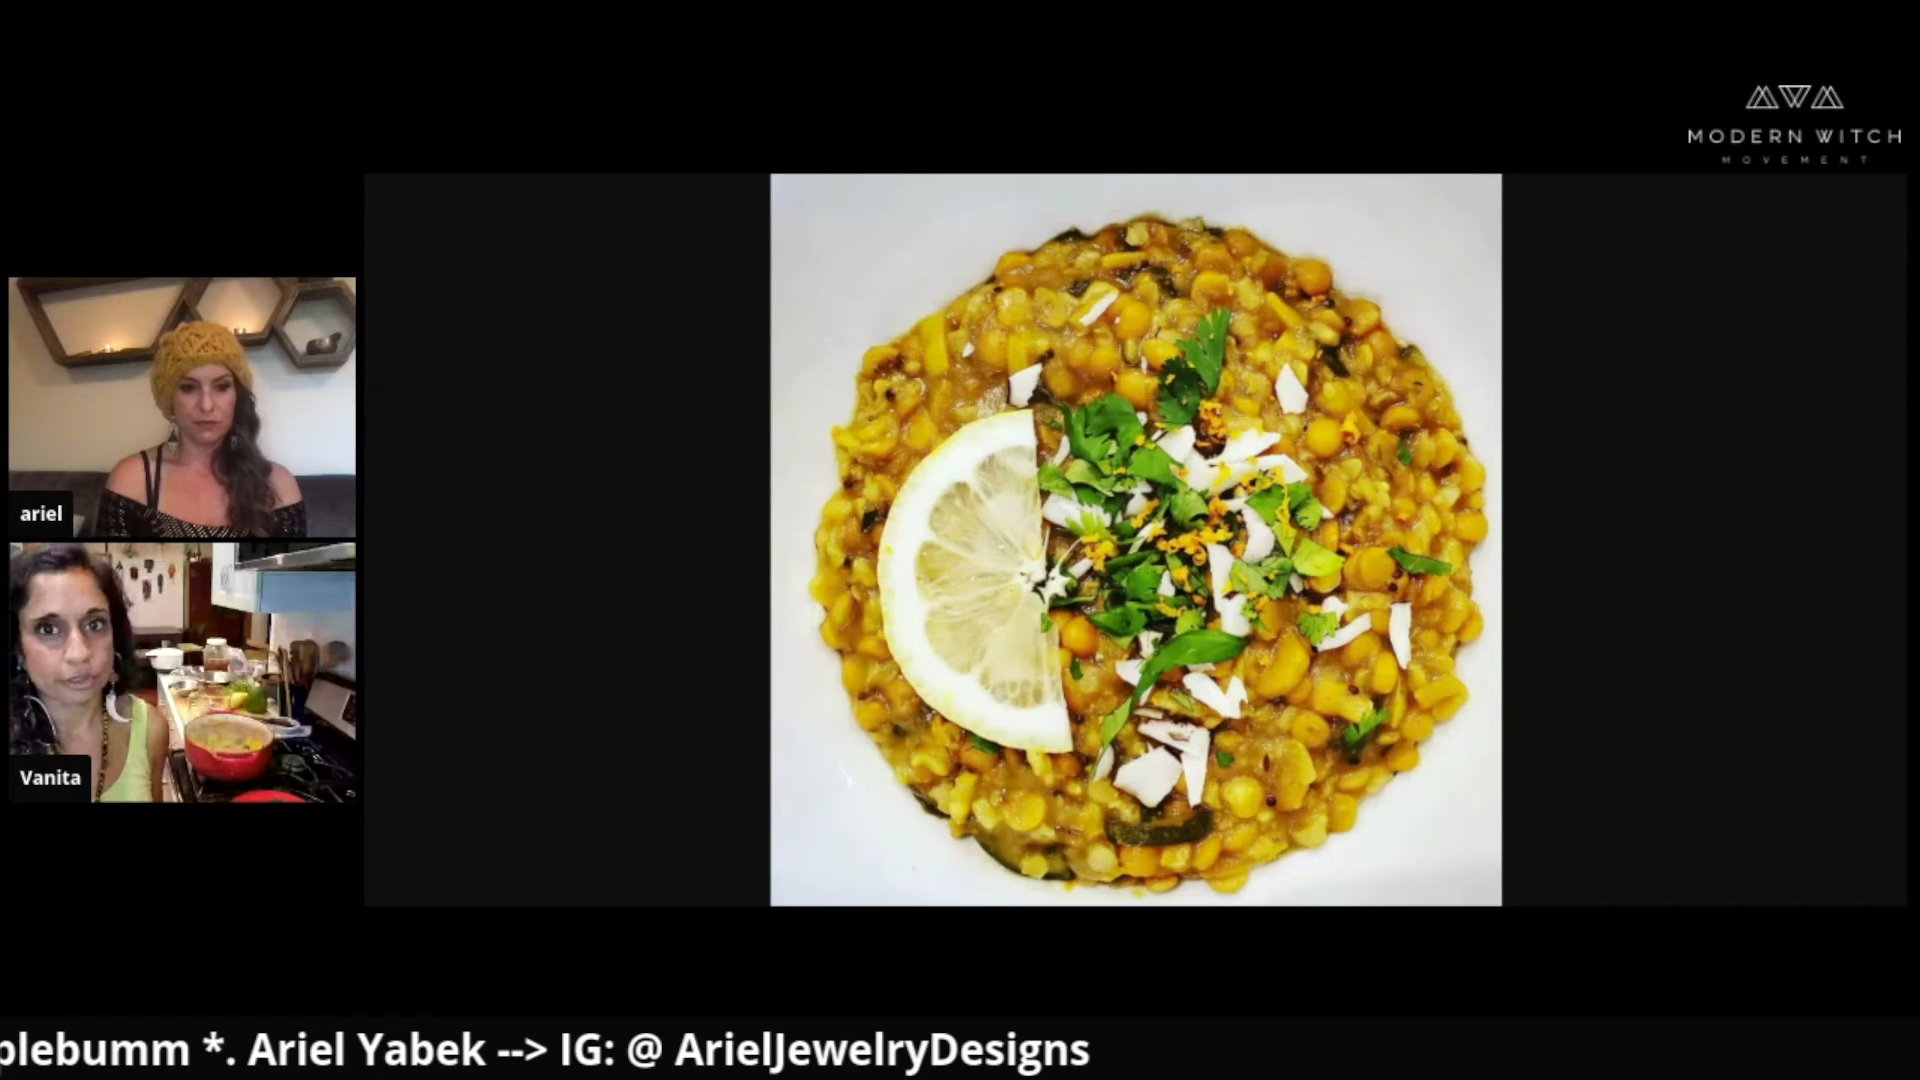 MODERN WITCH
MOVEMENT
ariel
Vanita
plebumm *. Ariel Yabek --> IG: @ ArielJewelryDesigns